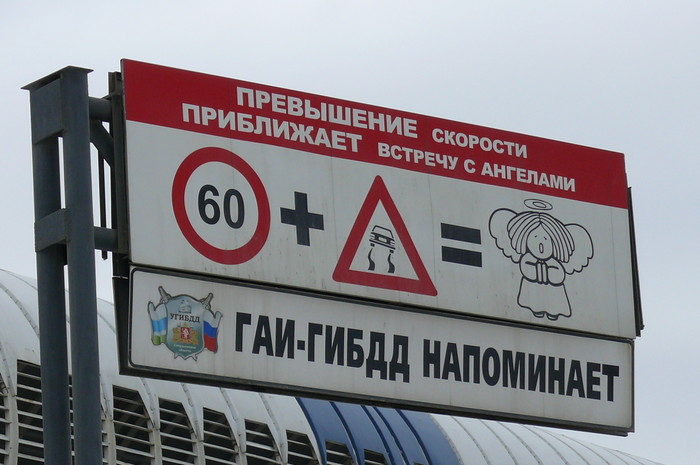 ПРЕВЫШЕНИЕ СКОРОСТИ
ПРИБЛИЖАЕТ ВСТРЕЧУ С АНГЕЛАМИ
60 + =
УГИБДД
ГАИ-ГИБДД НАПОМИНАЕТ